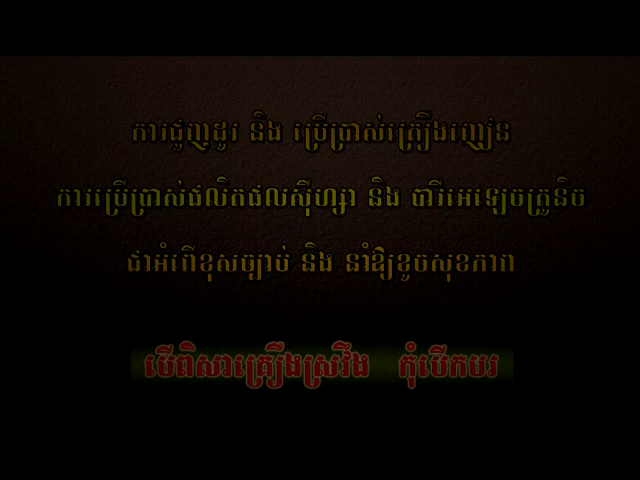 ការជួញដូរ និង ប្រើប្រាស់គ្រឿងញៀន
ការប្រើប្រាស់ផលិតផលស៊ីហ្សា និង បារីអេឡិចត្រូនិច
ជាអំពើខុសច្បាប់ និង នាំឱ្យខូចសុខភាព
បើពិសាគ្រឿងស្រវឹង កុំបើកបរ